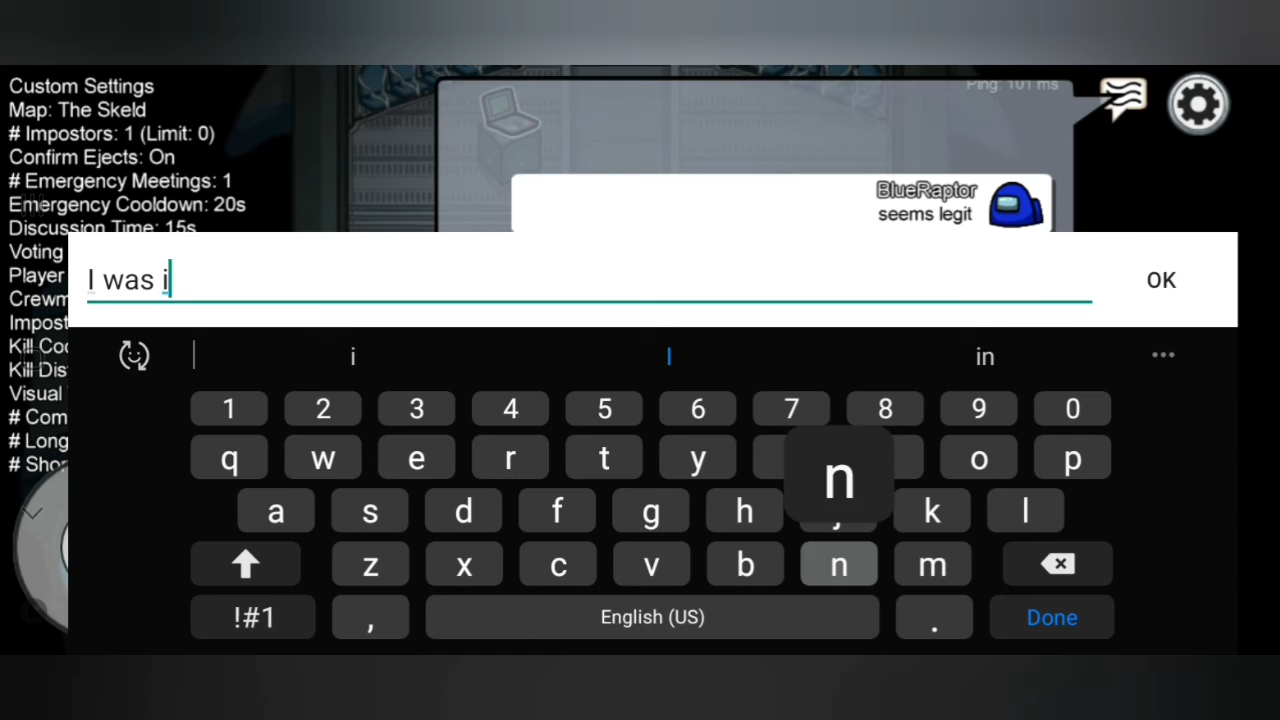 Custom Settings
Map: The Skeld
# Impostors: 1 (Limit: 0)
Confirm Ejects: On
# Emergency Meetings: 1
Emergency Cooldown: 20s
Discussion Time: 15s
Voting
Player
Crewm
Impost
Kill Coo
Kill Dis
Visual
# Com
# Long
# Shor
Ping: 101 ms
BlueRaptor
seems legit
I was i
OK
i I in
1 2 3 4 5 6 7 8 9 0
q w e r t y o p
n
a s d f g h j k l
z x c v b n m
!#1 , English (US) . Done